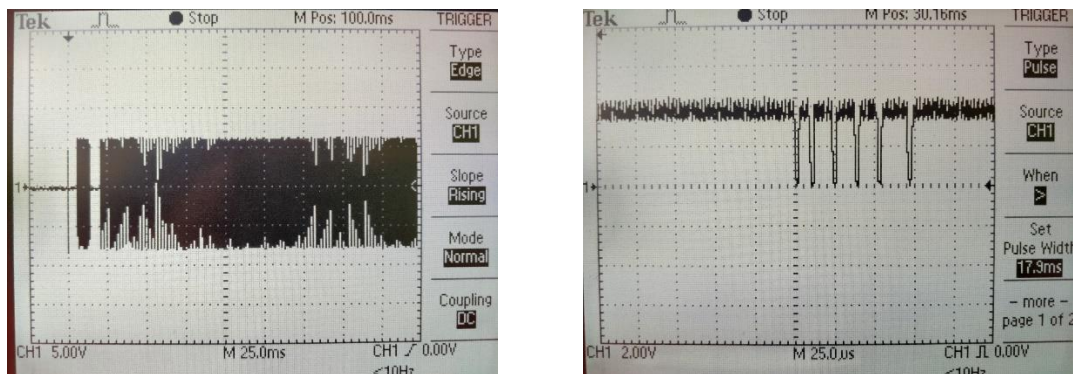 Tek Stop M Pos: 100.0ms TRIGGER
Type
Edge
Source
CH1
1
Slope
Rising
Mode
Normal
Coupling
DC
CH1 5.00V M 25.0ms CH1 0.00V
<10Hz
Tek Stop M Pos: 30.16ms TRIGGER
Type
Pulse
Source
CH1
1
When
>
Set
Pulse Width
17.9ms
– more –
page 1 of 2
CH1 2.00V M 25.0µs CH1 0.00V
<10Hz